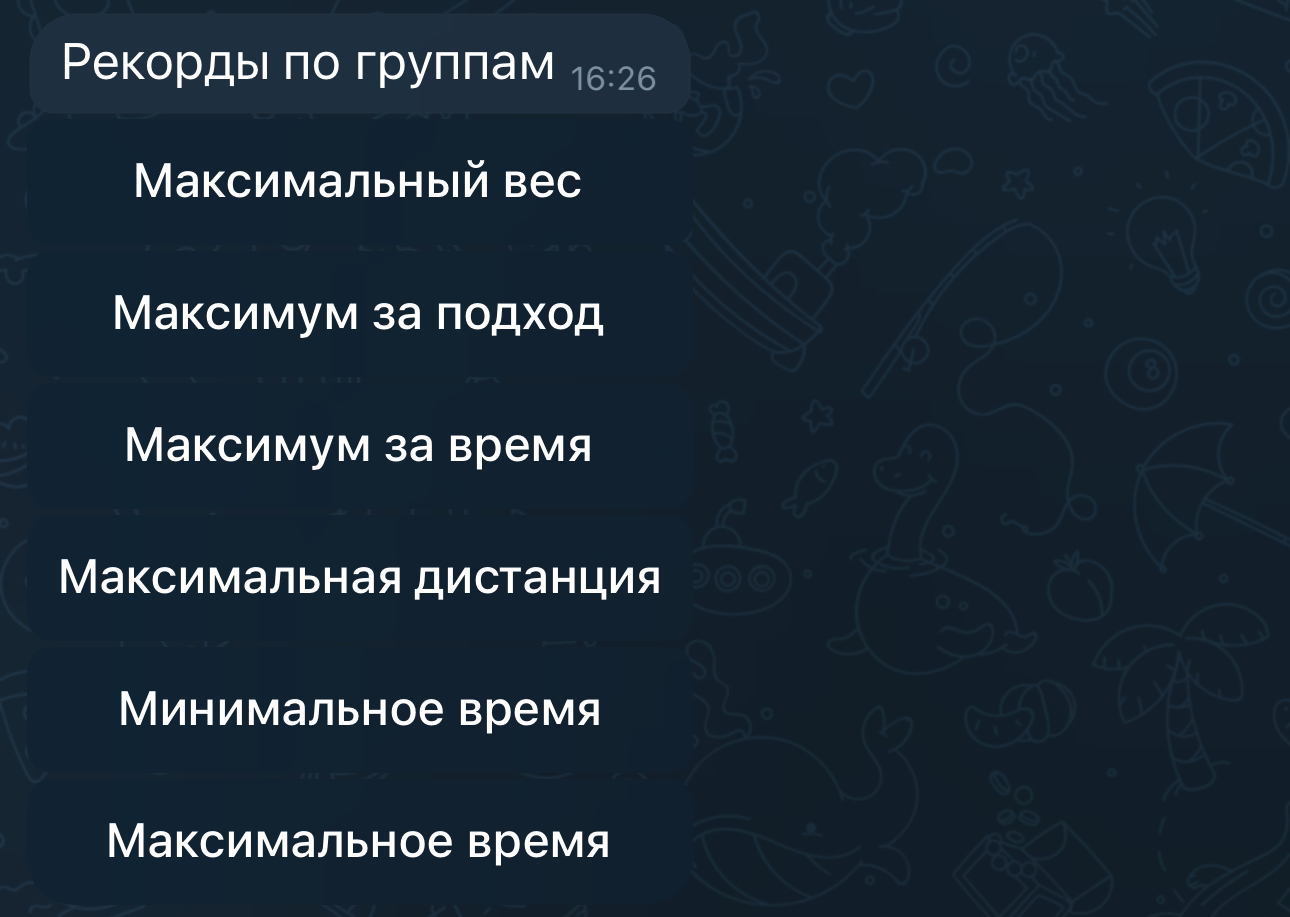 Рекорды по группам 16:26
Максимальный вес
Максимум за подход
Максимум за время
Максимальная дистанция
Минимальное время
Максимальное время